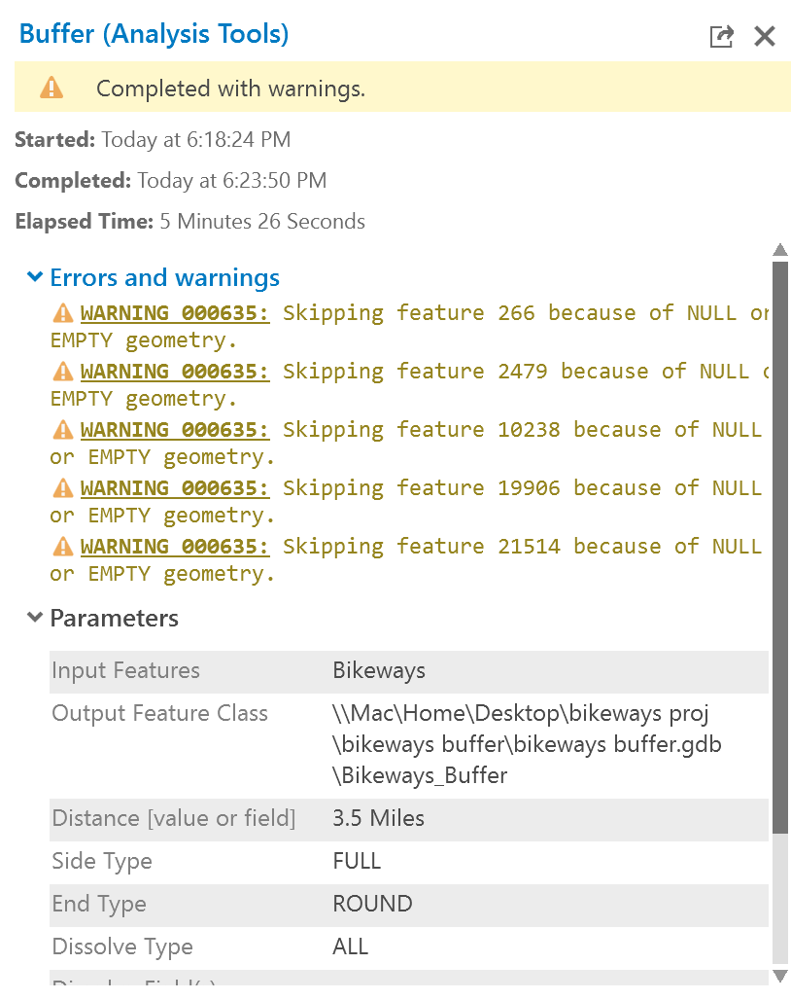 Buffer (Analysis Tools)
Completed with warnings.
Started: Today at 6:18:24 PM
Completed: Today at 6:23:50 PM
Elapsed Time: 5 Minutes 26 Seconds
Errors and warnings
WARNING 000635: Skipping feature 266 because of NULL or
EMPTY geometry.
WARNING 000635: Skipping feature 2479 because of NULL
EMPTY geometry.
WARNING 000635: Skipping feature 10238 because of NULL
or EMPTY geometry.
WARNING 000635: Skipping feature 19906 because of NULL
or EMPTY geometry.
WARNING 000635: Skipping feature 21514 because of NULL
or EMPTY geometry.
Parameters
Input Features Bikeways
Output Feature Class \\Mac\Home\Desktop\bikeways proj
\bikeways buffer\bikeways buffer.gdb
\Bikeways_Buffer
Distance [value or field] 3.5 Miles
Side Type FULL
End Type ROUND
Dissolve Type ALL